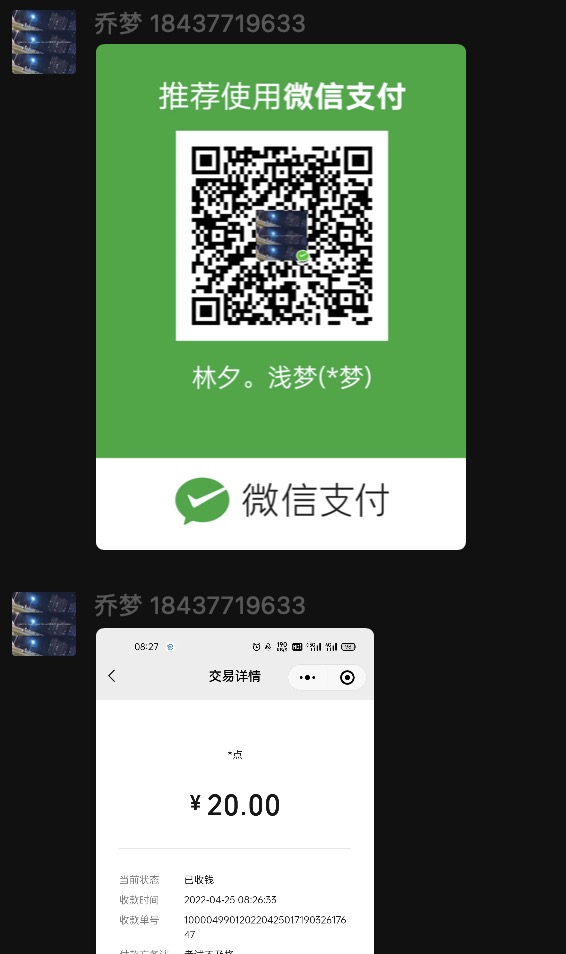 乔梦 18437719633
推荐使用微信支付
林夕。浅梦(*梦)
微信支付
乔梦 18437719633
08:27
交易详情
*点
¥20.00
当前状态 已收钱
收款时间 2022-04-25 08:26:33
收款单号 1000049901202204250171903261​76
47